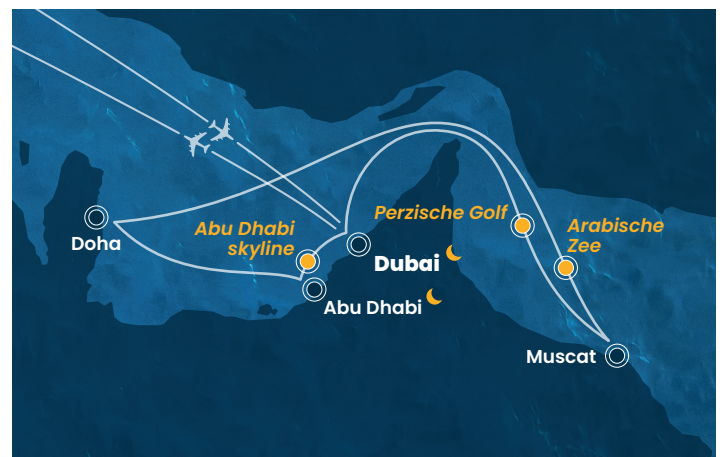 Perzische Golf
Abu Dhabi
skyline
Arabische
Zee
Doha
Dubai
Abu Dhabi
Muscat